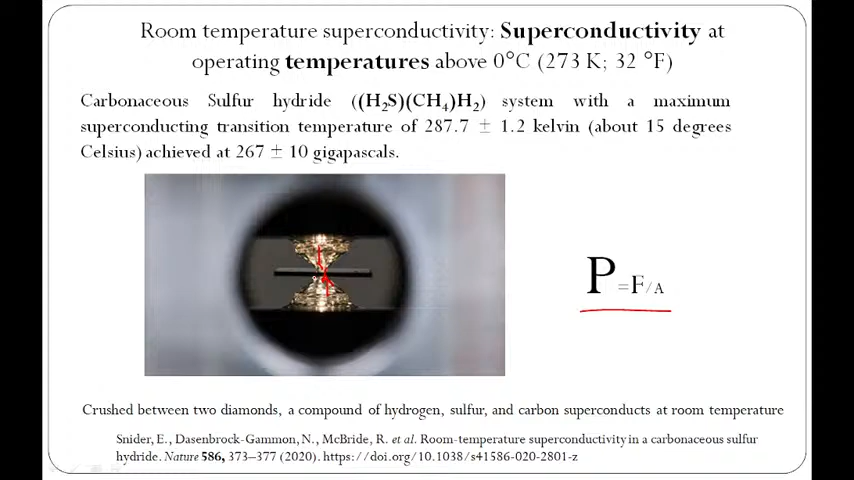 Room temperature superconductivity: Superconductivity at
operating temperatures above 0°C (273 K; 32 °F)
Carbonaceous Sulfur hydride ((H₂S)(CH₄)H₂) system with a maximum
superconducting transition temperature of 287.7 ± 1.2 kelvin (about 15 degrees
Celsius) achieved at 267 ± 10 gigapascals.
P=F/A
Crushed between two diamonds, a compound of hydrogen, sulfur, and carbon superconducts at room temperature
Snider, E., Dasenbrock-Gammon, N., McBride, R. et al. Room-temperature superconductivity in a carbonaceous sulfur
hydride. Nature 586, 373–377 (2020). https://doi.org/10.1038/s41586-020-2801-z